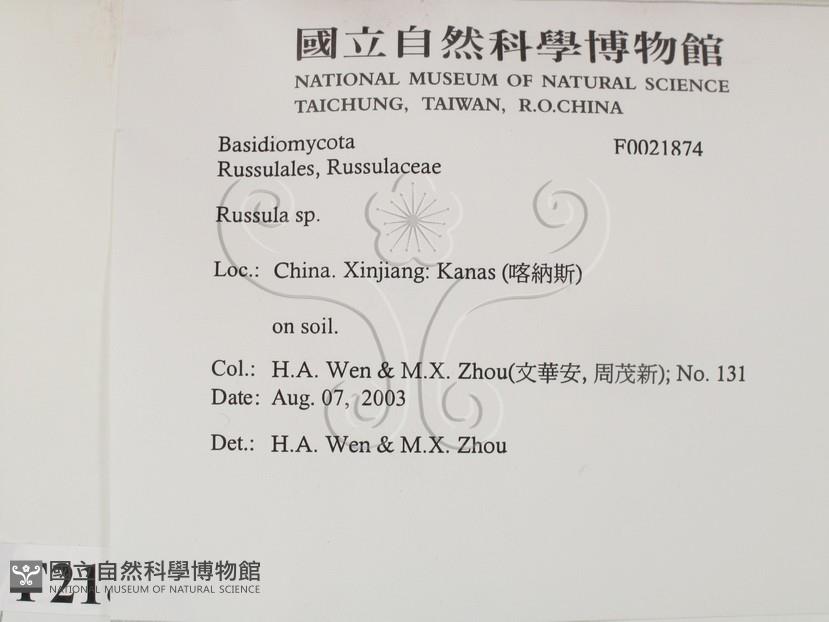 國立自然科學博物館
NATIONAL MUSEUM OF NATURAL SCIENCE
TAICHUNG, TAIWAN, R.O.CHINA
Basidiomycota F0021874
Russulales, Russulaceae
Russula sp.
Loc.: China. Xinjiang: Kanas (喀納斯)
on soil.
Col.: H.A. Wen & M.X. Zhou(文華安, 周茂新); No. 131
Date: Aug. 07, 2003
Det.: H.A. Wen & M.X. Zhou
國立自然科學博物館
NATIONAL MUSEUM OF NATURAL SCIENCE